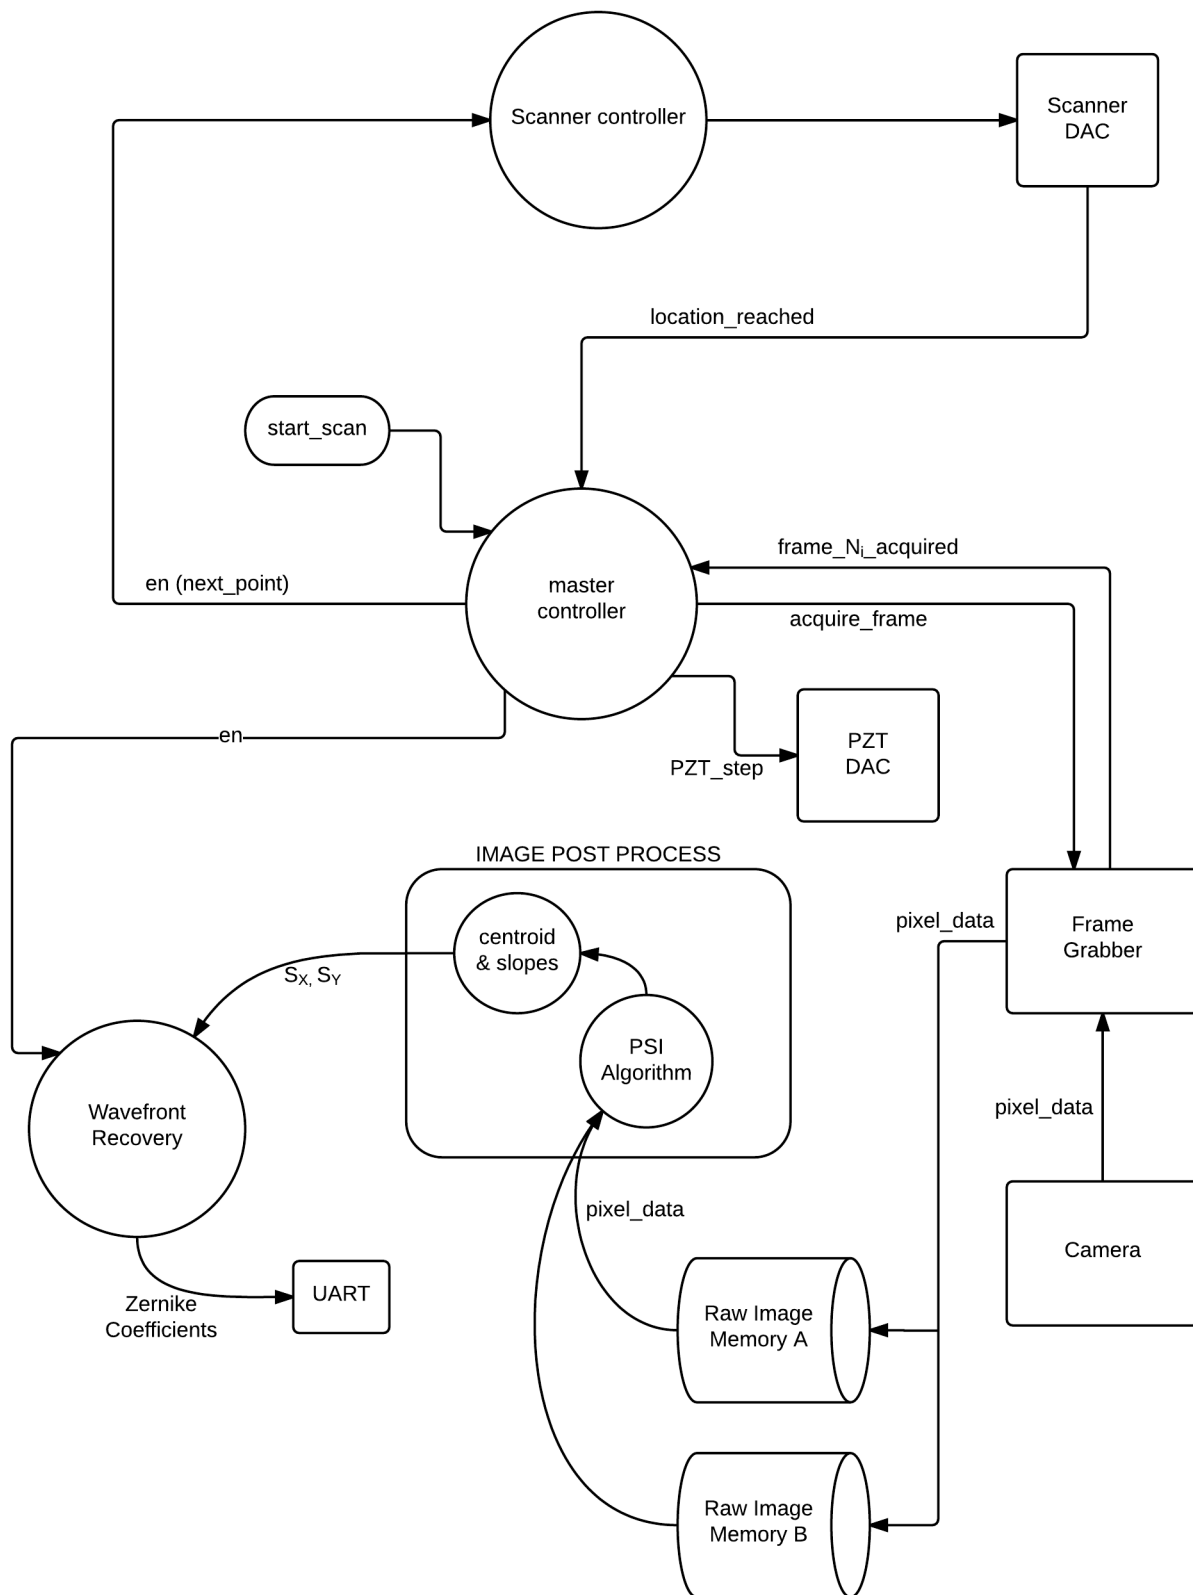 Scanner controller
Scanner
DAC
location_reached
start_scan
frame_Nᵢ_acquired
en (next_point)
master
controller
acquire_frame
en
PZT_step
PZT
DAC
IMAGE POST PROCESS
pixel_data
Frame
Grabber
centroid
& slopes
S_X, S_Y
PSI
Algorithm
Wavefront
Recovery
pixel_data
pixel_data
Camera
UART
Zernike
Coefficients
Raw Image
Memory A
Raw Image
Memory B